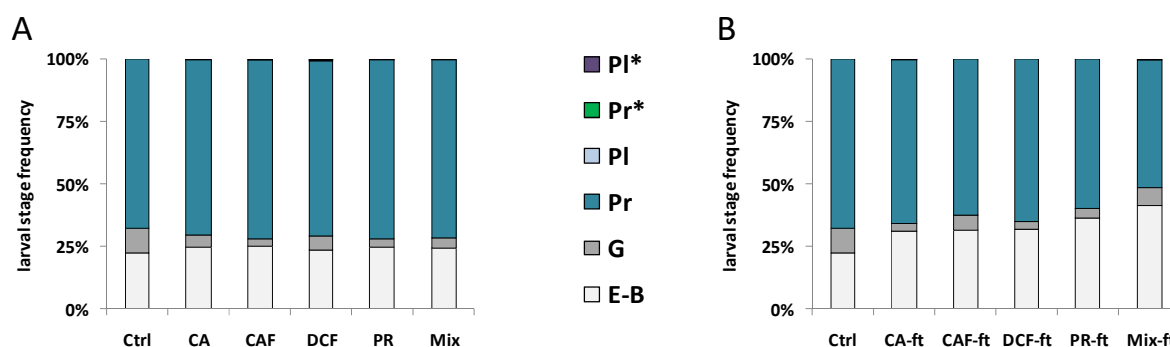 A
larval stage frequency
100%
75%
50%
25%
0%
Ctrl CA CAF DCF PR Mix
Pl*
Pr*
Pl
Pr
G
E-B
B
larval stage frequency
100%
75%
50%
25%
0%
Ctrl CA-ft CAF-ft DCF-ft PR-ft Mix-ft